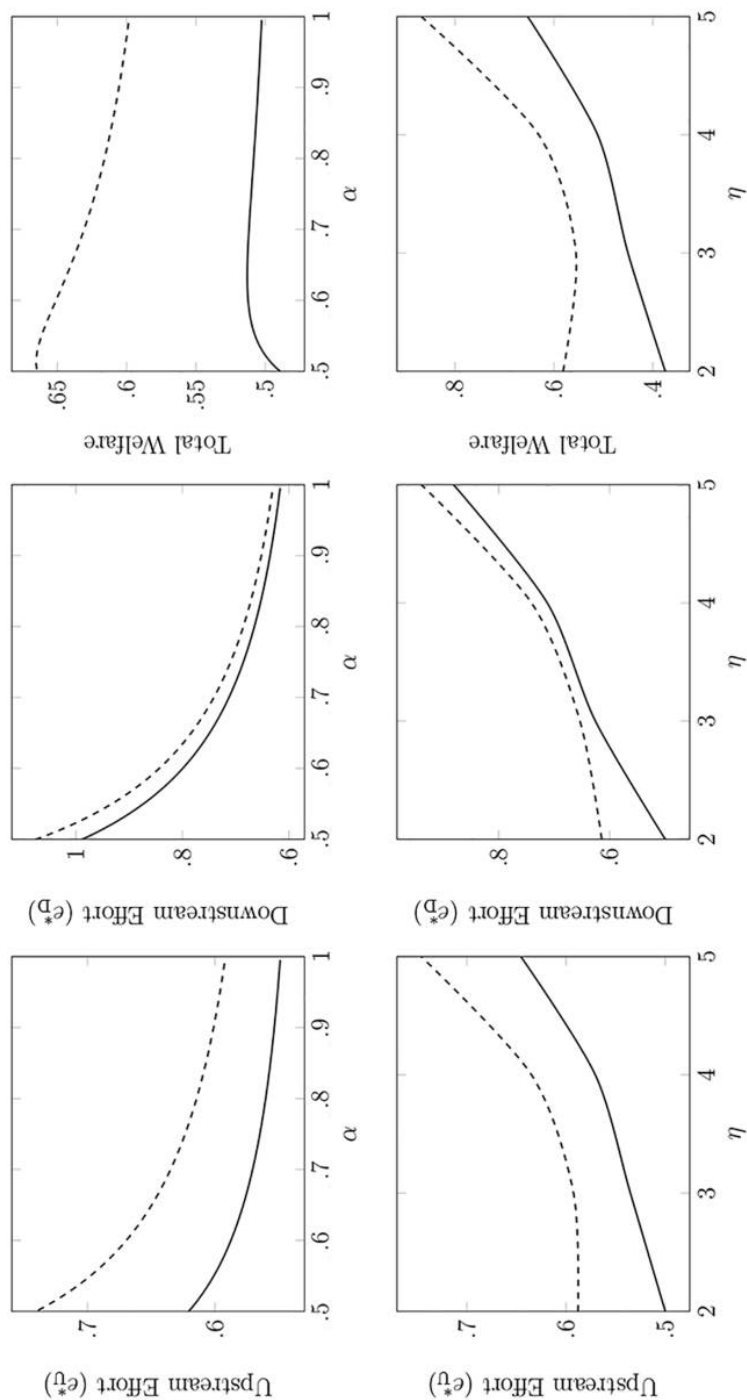 Upstream Effort (e*U)
.7
.6
.5 .6 .7 .8 .9 1
α
Downstream Effort (e*D)
1
.8
.6
.5 .6 .7 .8 .9 1
α
Total Welfare
.65
.6
.55
.5
.5 .6 .7 .8 .9 1
α
Upstream Effort (e*U)
.7
.6
.5
2 3 4 5
η
Downstream Effort (e*D)
.8
.6
2 3 4 5
η
Total Welfare
.8
.6
.4
2 3 4 5
η